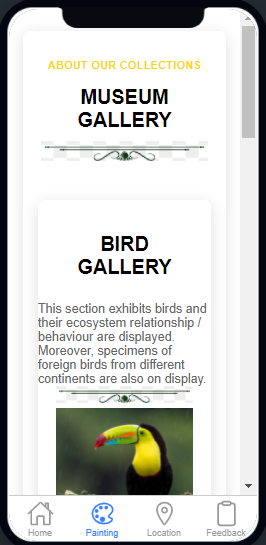 ABOUT OUR COLLECTIONS
MUSEUM
GALLERY
BIRD
GALLERY
This section exhibits birds and
their ecosystem relationship /
behaviour are displayed.
Moreover, specimens of
foreign birds from different
continents are also on display.
Home Painting Location Feedback